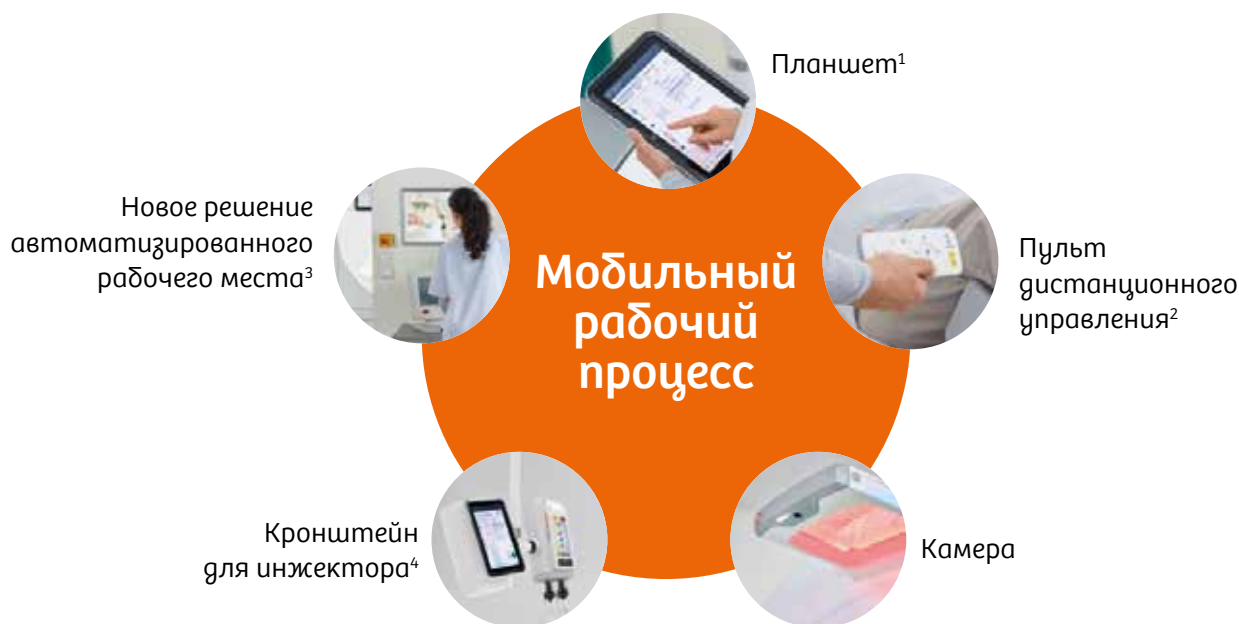 Планшет¹
Новое решение
автоматизированного
рабочего места³
Мобильный
рабочий
процесс
Пульт
дистанционного
управления²
Кронштейн
для инжектора⁴
Камера